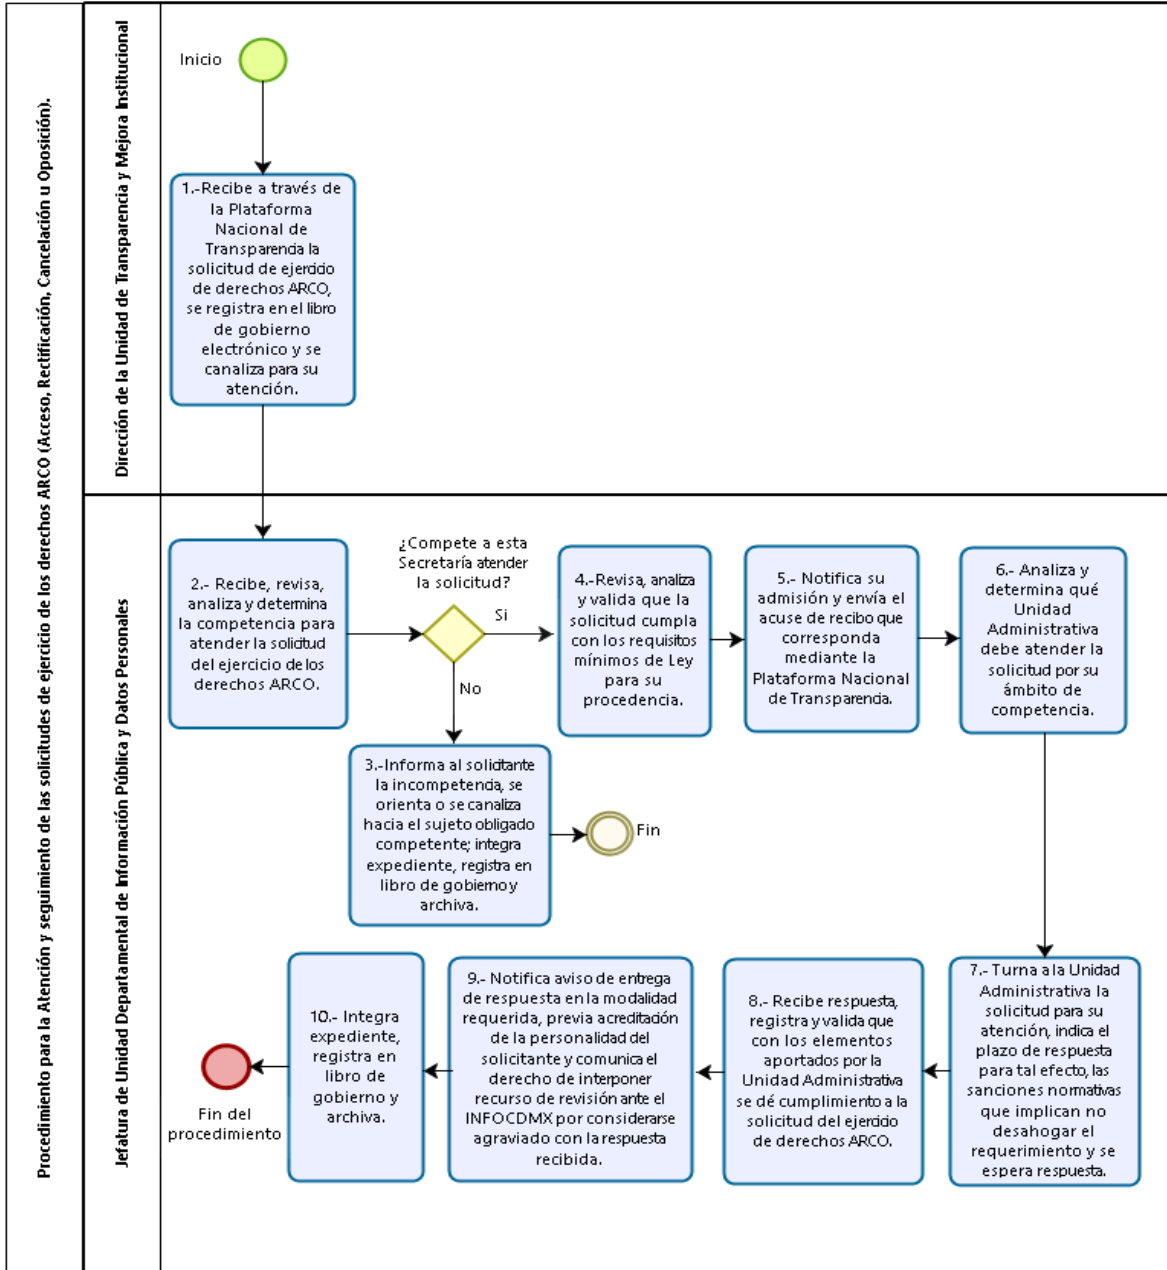 Procedimiento para la Atención y seguimiento de las solicitudes de ejercicio de los derechos ARCO (Acceso, Rectificación, Cancelación u Oposición).
Dirección de la Unidad de Transparencia y Mejora Institucional
Inicio
1.-Recibe a través de
la Plataforma
Nacional de
Transparencia la
solicitud de ejercicio
de derechos ARCO,
se registra en el libro
de gobierno
electrónico y se
canaliza para su
atención.
Jefatura de Unidad Departamental de Información Pública y Datos Personales
2.- Recibe, revisa,
analiza y determina
la competencia para
atender la solicitud
del ejercicio de los
derechos ARCO.
¿Compete a esta
Secretaría atender
la solicitud?
Si
No
3.-Informa al solicitante
la incompetencia, se
orienta o se canaliza
hacia el sujeto obligado
competente; integra
expediente, registra en
libro de gobierno y
archiva.
Fin
4.-Revisa, analiza
y valida que la
solicitud cumpla
con los requisitos
mínimos de Ley
para su
procedencia.
5.- Notifica su
admisión y envía el
acuse de recibo que
corresponda
mediante la
Plataforma Nacional
de Transparencia.
6.- Analiza y
determina qué
Unidad
Administrativa
debe atender la
solicitud por su
ámbito de
competencia.
7.- Turna a la Unidad
Administrativa la
solicitud para su
atención, indica el
plazo de respuesta
para tal efecto, las
sanciones normativas
que implican no
desahogar el
requerimiento y se
espera respuesta.
8.- Recibe respuesta,
registra y valida que
con los elementos
aportados por la
Unidad Administrativa
se dé cumplimiento a la
solicitud del ejercicio
de derechos ARCO.
9.- Notifica aviso de entrega
de respuesta en la modalidad
requerida, previa acreditación
de la personalidad del
solicitante y comunica el
derecho de interponer
recurso de revisión ante el
INFOCDMX por considerarse
agraviado con la respuesta
recibida.
10.- Integra
expediente,
registra en
libro de
gobierno y
archiva.
Fin del
procedimiento